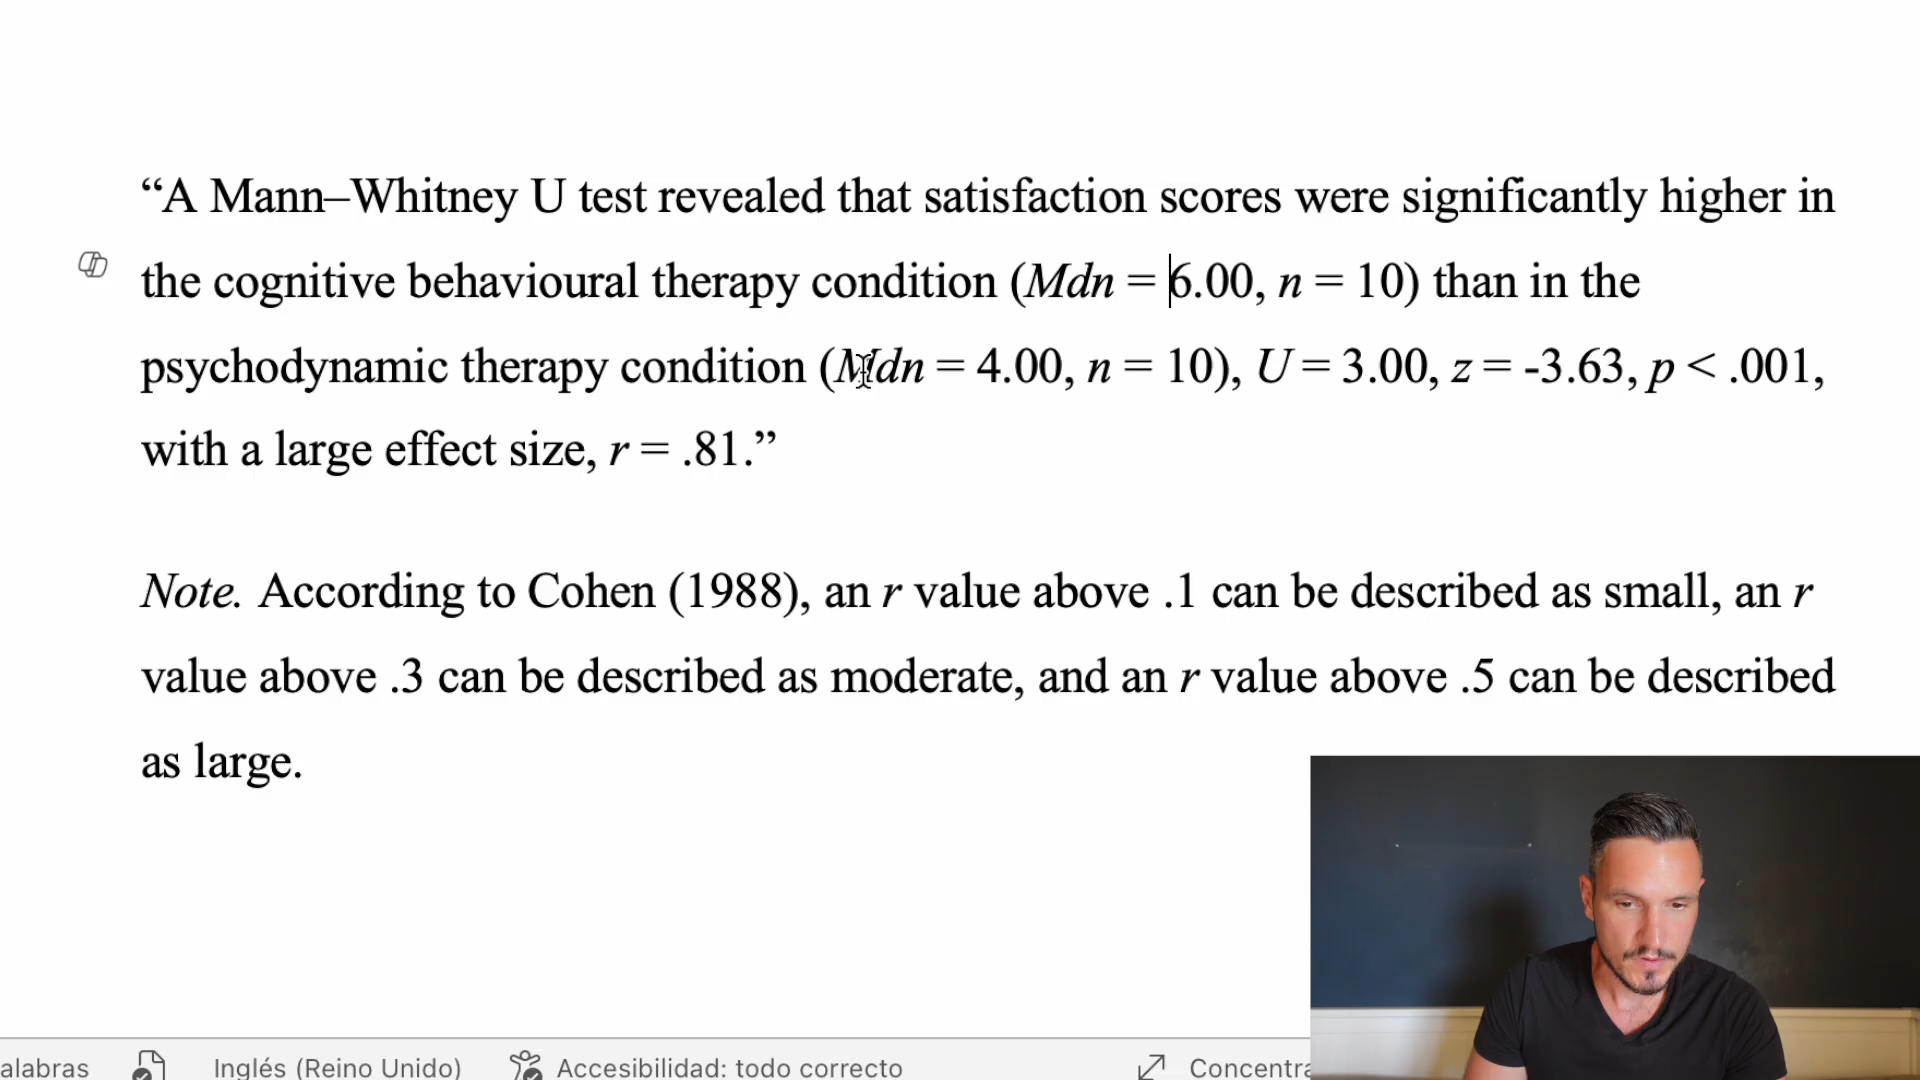 “A Mann–Whitney U test revealed that satisfaction scores were significantly higher in
the cognitive behavioural therapy condition (Mdn = 6.00, n = 10) than in the
psychodynamic therapy condition (Mdn = 4.00, n = 10), U = 3.00, z = -3.63, p < .001,
with a large effect size, r = .81.”
Note. According to Cohen (1988), an r value above .1 can be described as small, an r
value above .3 can be described as moderate, and an r value above .5 can be described
as large.
alabras Inglés (Reino Unido) Accesibilidad: todo correcto Concentra